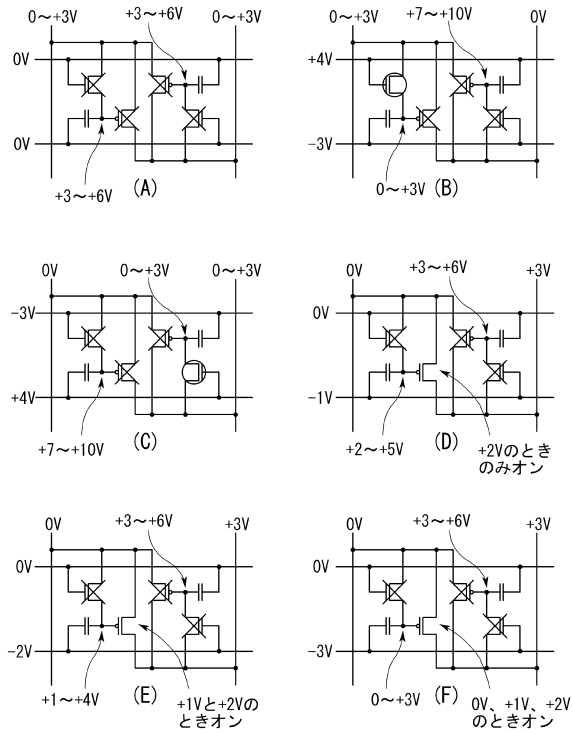 0～+3V
+3～+6V
0～+3V
0V
0V
+3～+6V
(A)
0～+3V
+7～+10V
0V
+4V
-3V
0～+3V
(B)
0V
0～+3V
0～+3V
-3V
+4V
+7～+10V
(C)
0V
+3～+6V
+3V
0V
-1V
+2～+5V
(D)
+2Vのとき
のみオン
0V
+3～+6V
+3V
0V
-2V
+1～+4V
(E)
+1Vと+2Vの
ときオン
0V
+3～+6V
+3V
0V
-3V
0～+3V
(F)
0V、+1V、+2V
のときオン